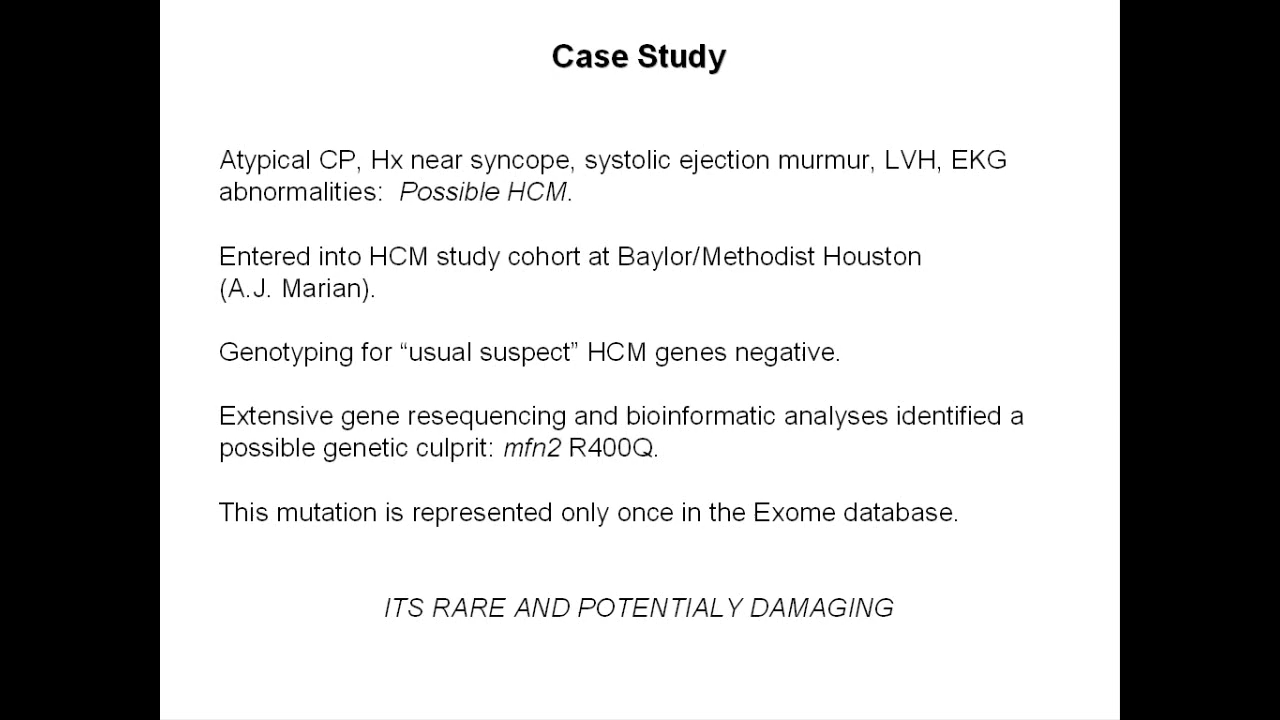 Case Study
Atypical CP, Hx near syncope, systolic ejection murmur, LVH, EKG
abnormalities: Possible HCM.
Entered into HCM study cohort at Baylor/Methodist Houston
(A.J. Marian).
Genotyping for “usual suspect” HCM genes negative.
Extensive gene resequencing and bioinformatic analyses identified a
possible genetic culprit: mfn2 R400Q.
This mutation is represented only once in the Exome database.
ITS RARE AND POTENTIALY DAMAGING